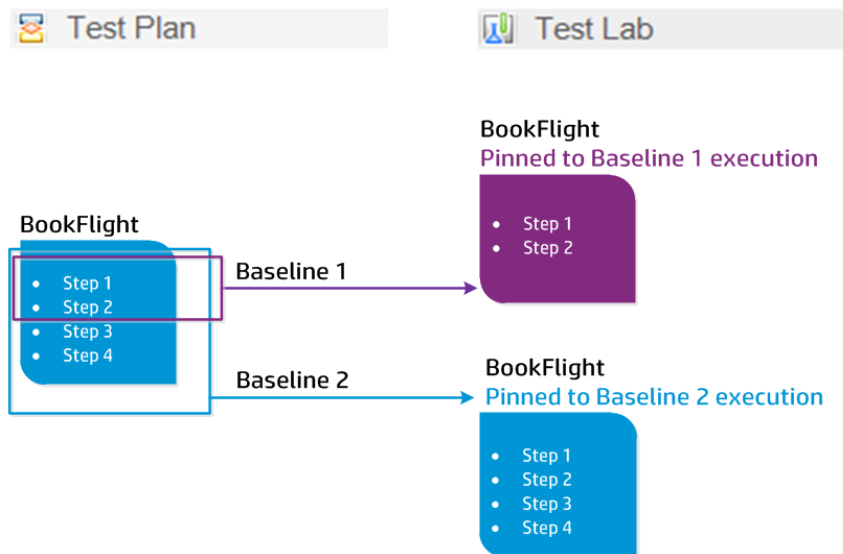 Test Plan
Test Lab
BookFlight
Pinned to Baseline 1 execution
• Step 1
• Step 2
BookFlight
• Step 1
• Step 2
• Step 3
• Step 4
Baseline 1
Baseline 2
BookFlight
Pinned to Baseline 2 execution
• Step 1
• Step 2
• Step 3
• Step 4